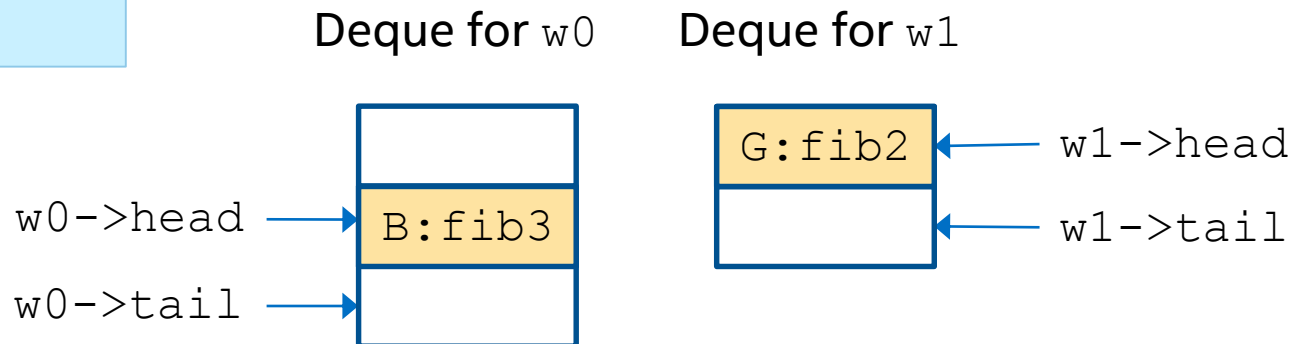 Deque for w0
Deque for w1
G:fib2
w1->head
w0->head
B:fib3
w1->tail
w0->tail